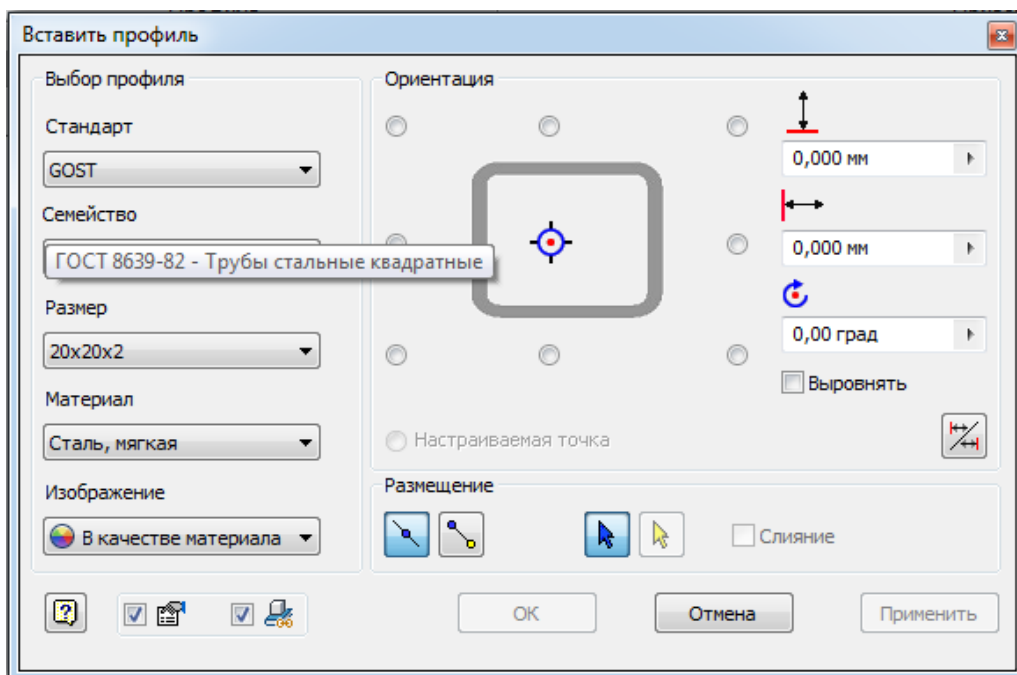 Вставить профиль
Выбор профиля
Стандарт
GOST
Семейство
ГОСТ 8639-82 - Трубы стальные квадратные
Размер
20x20x2
Материал
Сталь, мягкая
Изображение
В качестве материала
Ориентация
0,000 мм
0,000 мм
0,00 град
Выровнять
Настраиваемая точка
Размещение
Слияние
OK
Отмена
Применить